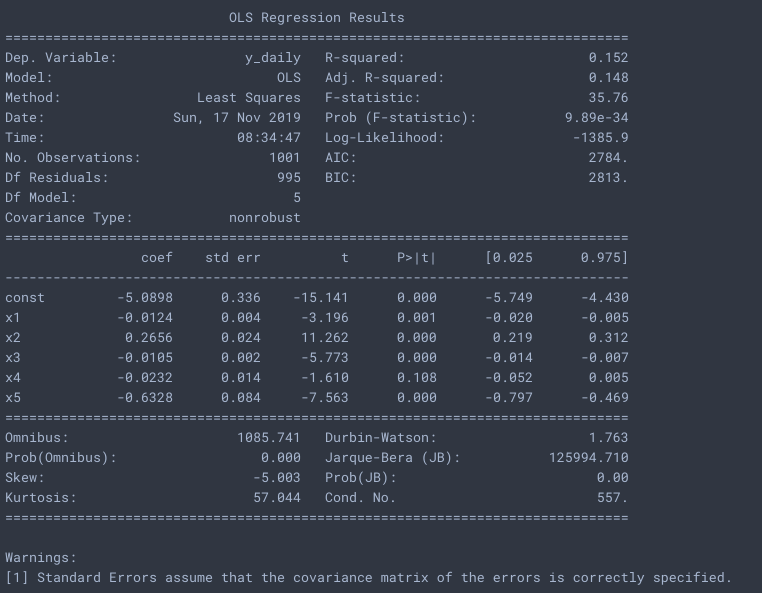 OLS Regression Results
==============================================================================
Dep. Variable:                y_daily   R-squared:                       0.152
Model:                            OLS   Adj. R-squared:                  0.148
Method:                 Least Squares   F-statistic:                     35.76
Date:                Sun, 17 Nov 2019   Prob (F-statistic):           9.89e-34
Time:                        08:34:47   Log-Likelihood:                -1385.9
No. Observations:                1001   AIC:                             2784.
Df Residuals:                     995   BIC:                             2813.
Df Model:                           5
Covariance Type:            nonrobust
==============================================================================
                 coef    std err          t      P>|t|      [0.025      0.975]
------------------------------------------------------------------------------
const         -5.0898      0.336    -15.141      0.000      -5.749      -4.430
x1            -0.0124      0.004     -3.196      0.001      -0.020      -0.005
x2             0.2656      0.024     11.262      0.000       0.219       0.312
x3            -0.0105      0.002     -5.773      0.000      -0.014      -0.007
x4            -0.0232      0.014     -1.610      0.108      -0.052       0.005
x5            -0.6328      0.084     -7.563      0.000      -0.797      -0.469
==============================================================================
Omnibus:                     1085.741   Durbin-Watson:                   1.763
Prob(Omnibus):                  0.000   Jarque-Bera (JB):           125994.710
Skew:                          -5.003   Prob(JB):                         0.00
Kurtosis:                      57.044   Cond. No.                         557.
==============================================================================

Warnings:
[1] Standard Errors assume that the covariance matrix of the errors is correctly specified.